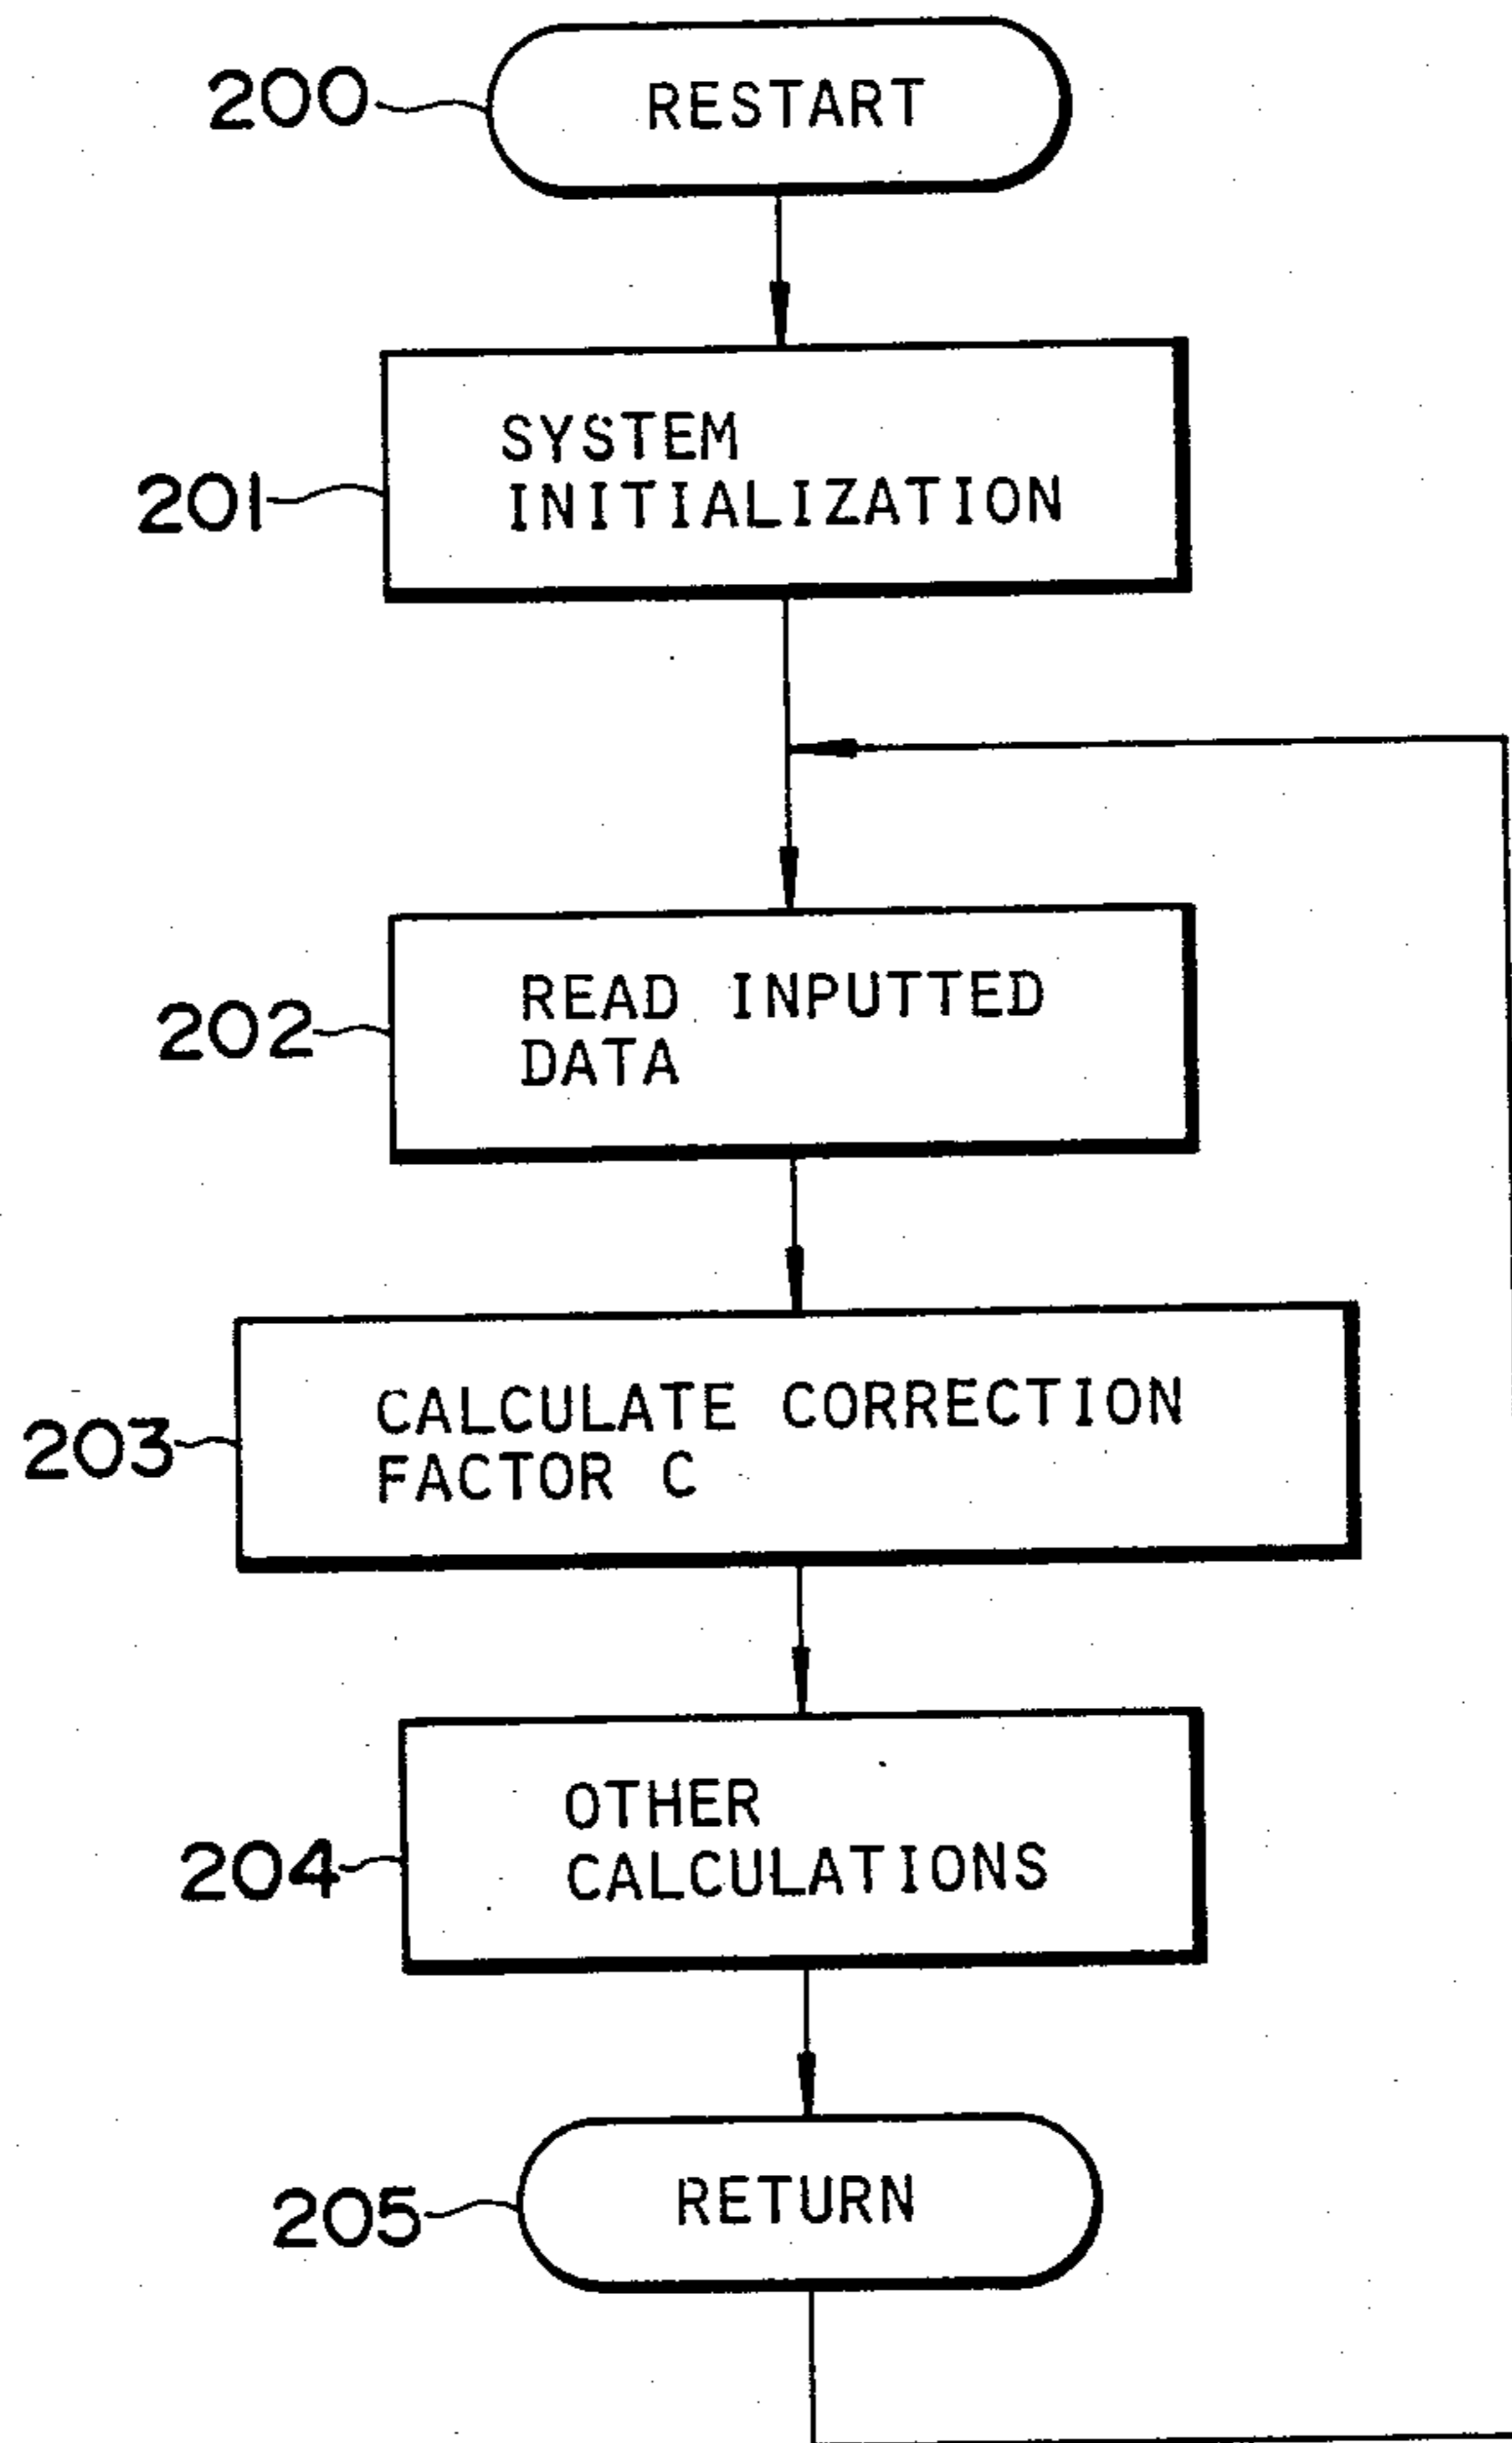 200
RESTART
201
SYSTEM
INITIALIZATION
202
READ INPUTTED
DATA
203
CALCULATE CORRECTION
FACTOR C
204
OTHER
CALCULATIONS
205
RETURN